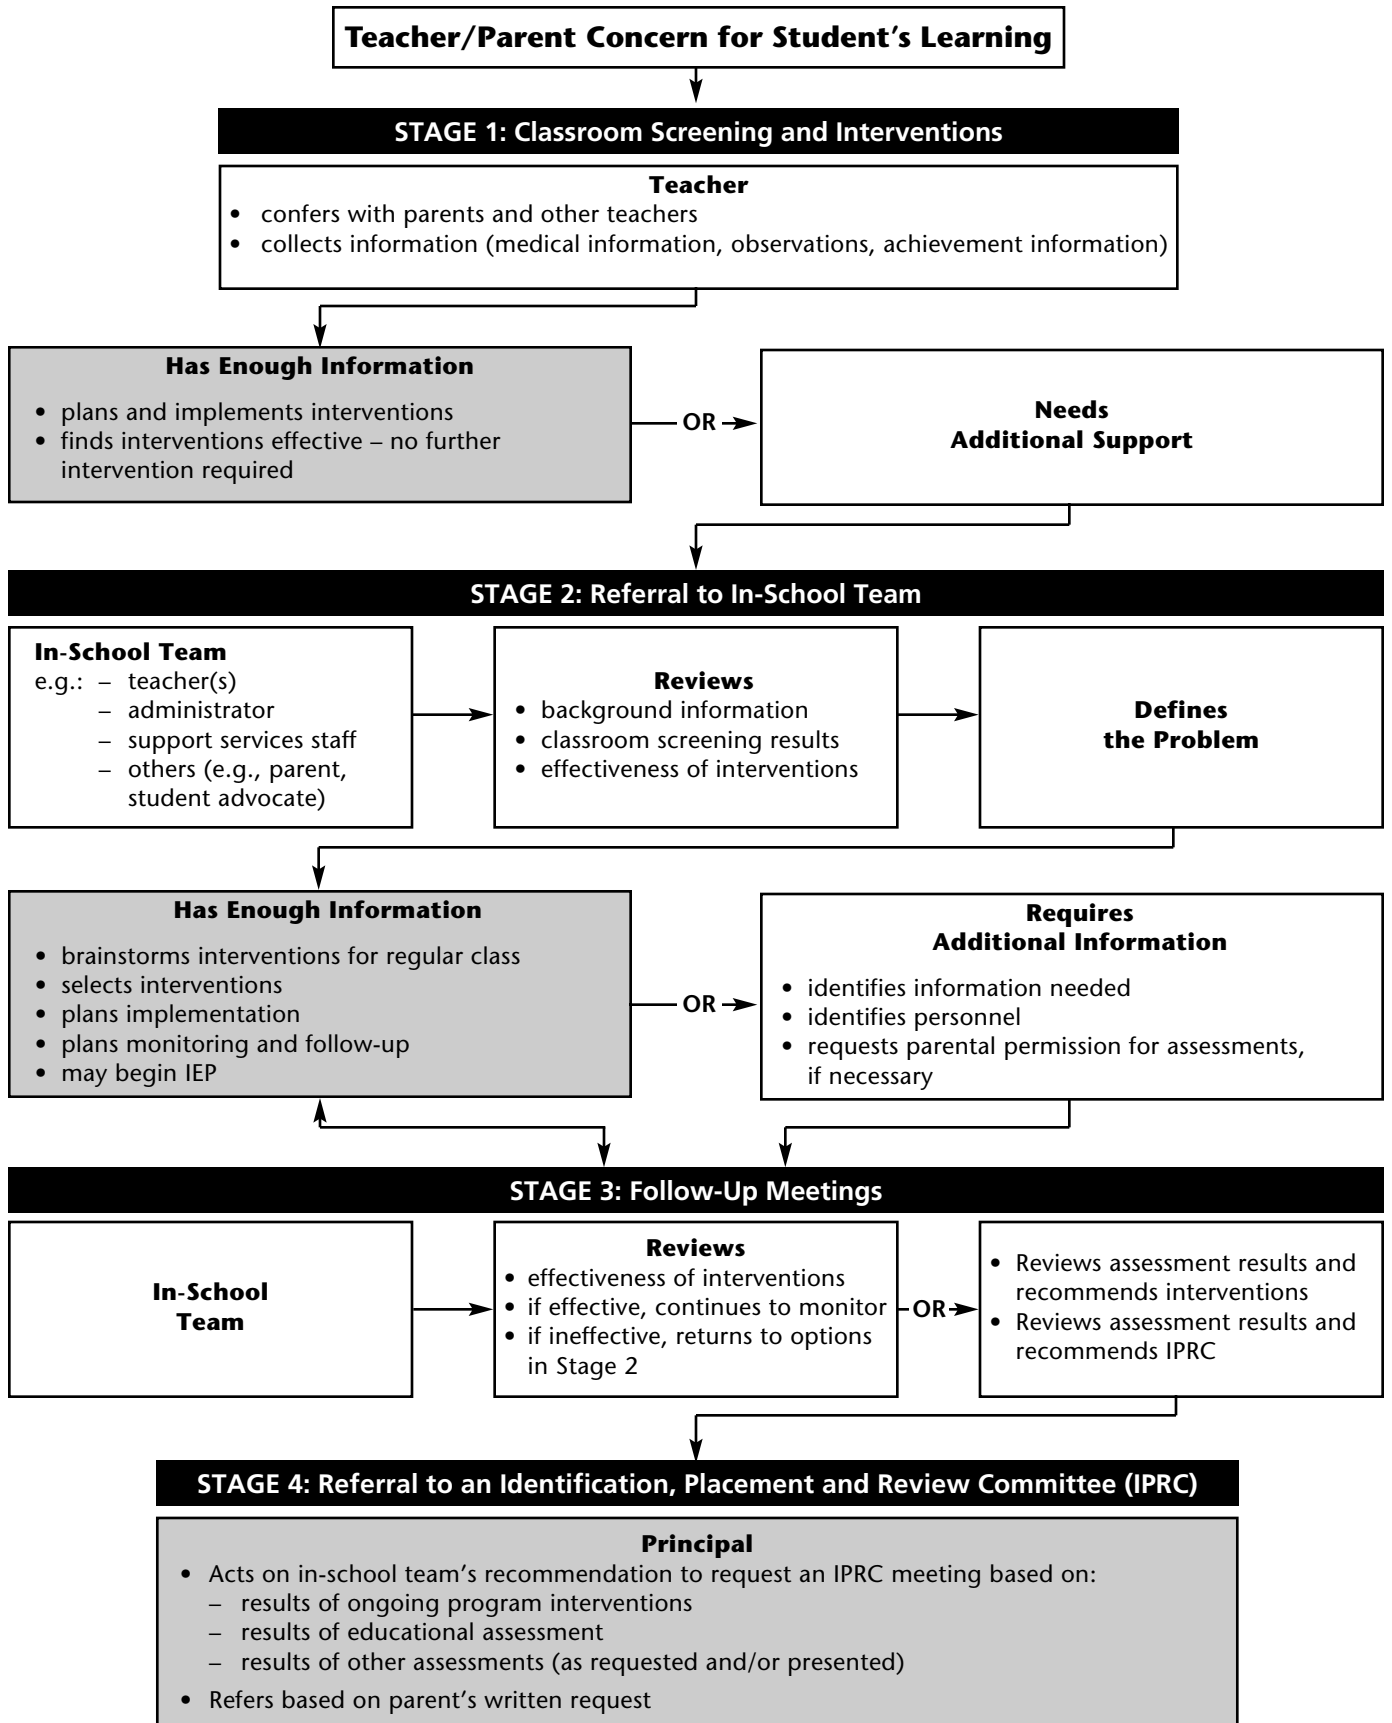 Teacher/Parent Concern for Student's Learning
STAGE 1: Classroom Screening and Interventions
Teacher
• confers with parents and other teachers
• collects information (medical information, observations, achievement information)
Has Enough Information
• plans and implements interventions
• finds interventions effective – no further
intervention required
OR
Needs
Additional Support
STAGE 2: Referral to In-School Team
In-School Team
e.g.: – teacher(s)
– administrator
– support services staff
– others (e.g., parent,
student advocate)
Reviews
• background information
• classroom screening results
• effectiveness of interventions
Defines
the Problem
Has Enough Information
• brainstorms interventions for regular class
• selects interventions
• plans implementation
• plans monitoring and follow-up
• may begin IEP
OR
Requires
Additional Information
• identifies information needed
• identifies personnel
• requests parental permission for assessments,
if necessary
STAGE 3: Follow-Up Meetings
In-School
Team
Reviews
• effectiveness of interventions
• if effective, continues to monitor
• if ineffective, returns to options
in Stage 2
OR
• Reviews assessment results and
recommends interventions
• Reviews assessment results and
recommends IPRC
STAGE 4: Referral to an Identification, Placement and Review Committee (IPRC)
Principal
• Acts on in-school team's recommendation to request an IPRC meeting based on:
– results of ongoing program interventions
– results of educational assessment
– results of other assessments (as requested and/or presented)
• Refers based on parent's written request